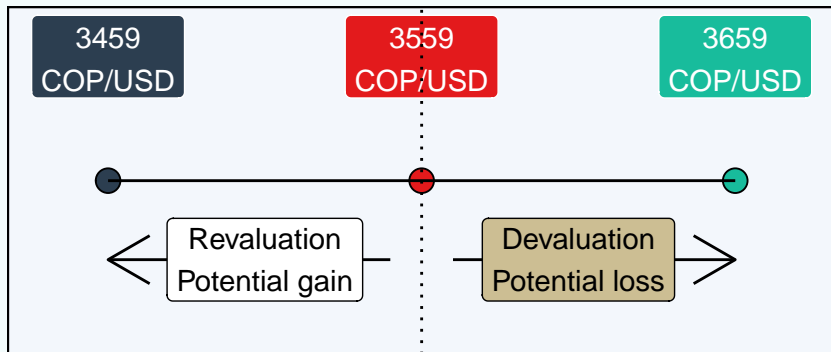 3459
COP/USD
3559
COP/USD
3659
COP/USD
Revaluation
Potential gain
Devaluation
Potential loss